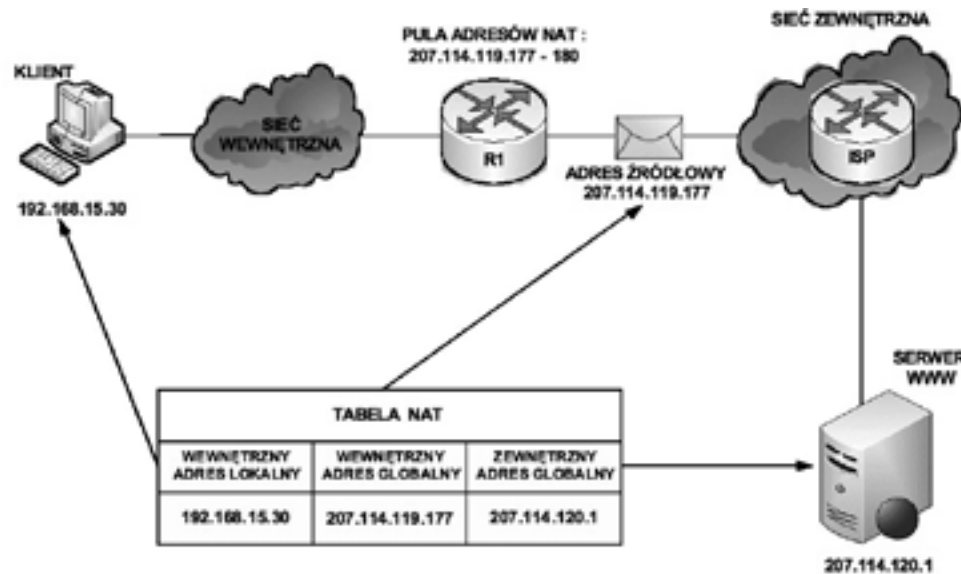 SIEĆ ZEWNĘTRZNA
PULA ADRESÓW NAT :
207.114.119.177 - 180
KLIENT
SIEĆ
WEWNĘTRZNA
R1
ISP
ADRES ŹRÓDŁOWY
207.114.119.177
192.168.15.30
SERWER
WWW
TABELA NAT
WEWNĘTRZNY
ADRES LOKALNY
WEWNĘTRZNY
ADRES GLOBALNY
ZEWNĘTRZNY
ADRES GLOBALNY
192.168.15.30
207.114.119.177
207.114.120.1
207.114.120.1